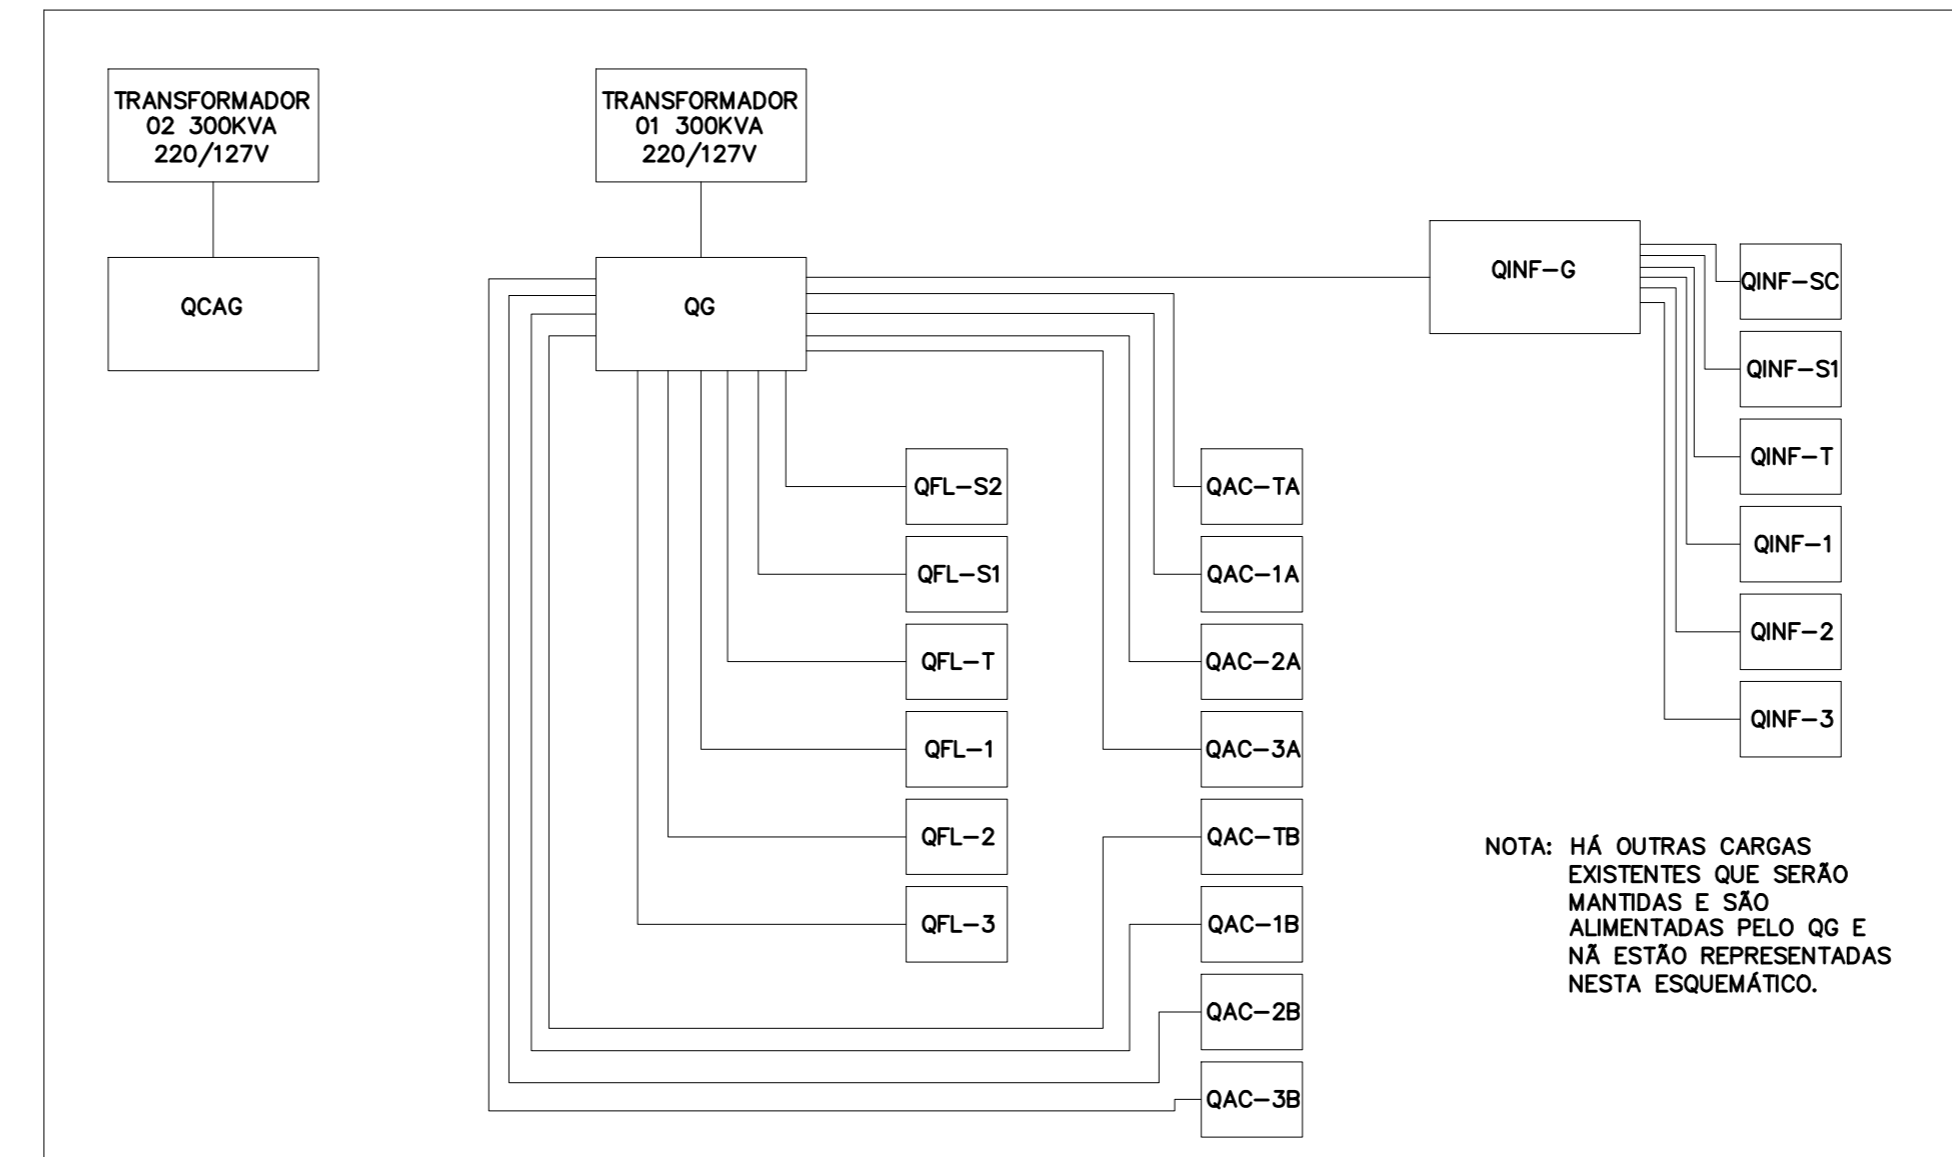 TRANSFORMADOR
02 300KVA
220/127V
QCAG
TRANSFORMADOR
01 300KVA
220/127V
QG
QINF-G
QINF-SC
QINF-S1
QINF-T
QINF-1
QINF-2
QINF-3
QFL-S2
QFL-S1
QFL-T
QFL-1
QFL-2
QFL-3
QAC-TA
QAC-1A
QAC-2A
QAC-3A
QAC-TB
QAC-1B
QAC-2B
QAC-3B
NOTA: HÁ OUTRAS CARGAS
EXISTENTES QUE SERÃO
MANTIDAS E SÃO
ALIMENTADAS PELO QG E
NÃ ESTÃO REPRESENTADAS
NESTA ESQUEMÁTICO.